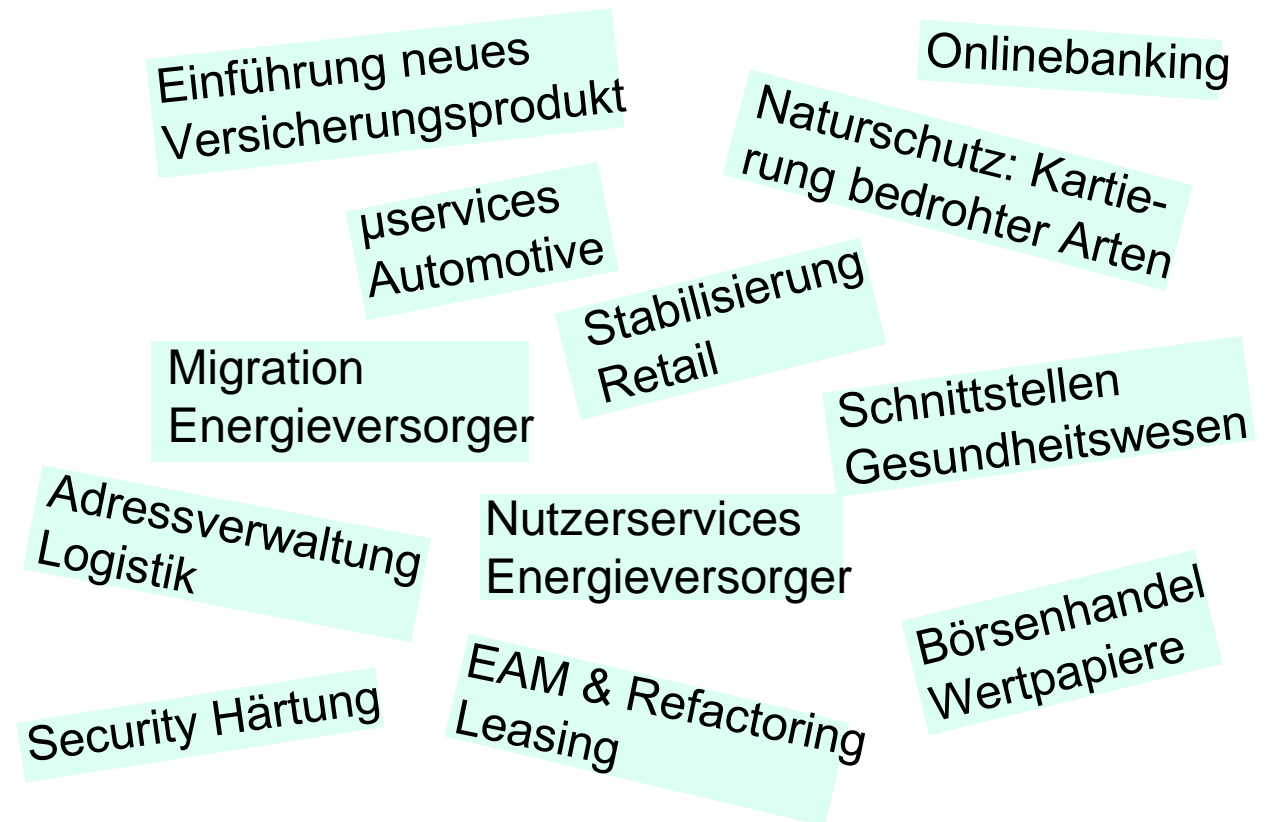 Einführung neues
Versicherungsprodukt
Onlinebanking
Naturschutz: Kartie-
rung bedrohter Arten
µservices
Automotive
Stabilisierung
Retail
Migration
Energieversorger
Schnittstellen
Gesundheitswesen
Adressverwaltung
Logistik
Nutzerservices
Energieversorger
Börsenhandel
Wertpapiere
EAM & Refactoring
Leasing
Security Härtung